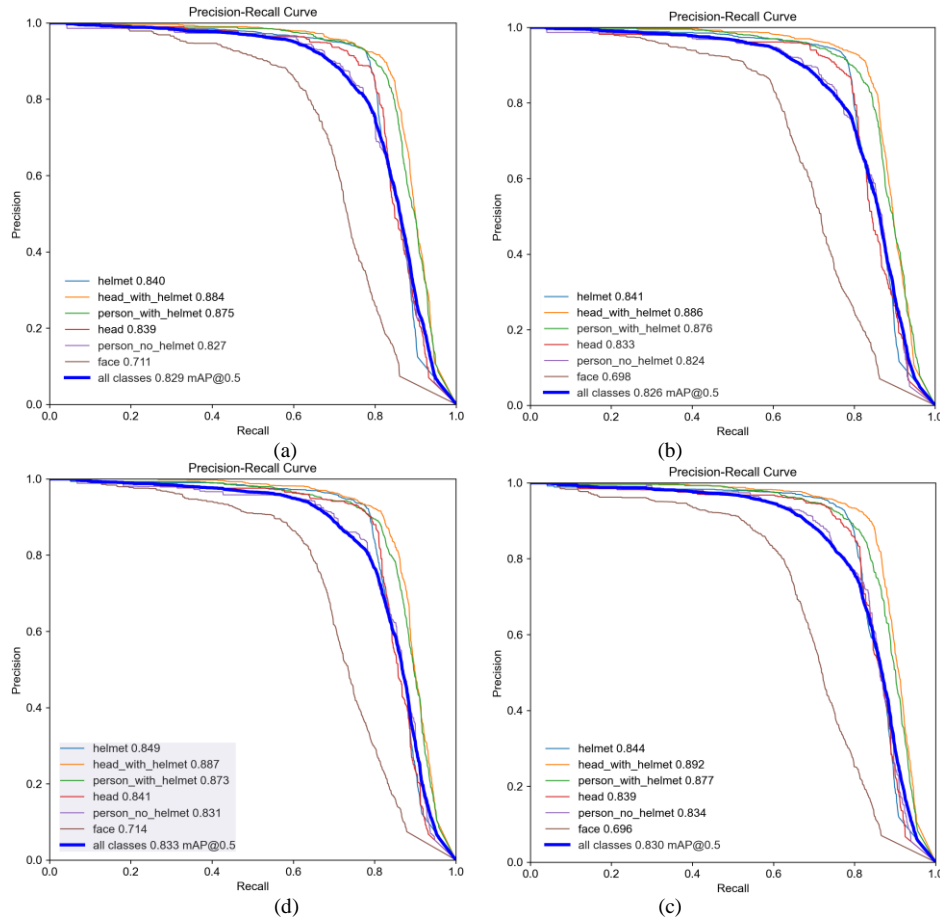 Precision-Recall Curve
1.0
0.8
0.6
0.4
0.2
0.0
Precision
helmet 0.840
head_with_helmet 0.884
person_with_helmet 0.875
head 0.839
person_no_helmet 0.827
face 0.711
all classes 0.829 mAP@0.5
0.0 0.2 0.4 0.6 0.8 1.0
Recall
(a)
Precision-Recall Curve
1.0
0.8
0.6
0.4
0.2
0.0
Precision
helmet 0.841
head_with_helmet 0.886
person_with_helmet 0.876
head 0.833
person_no_helmet 0.824
face 0.698
all classes 0.826 mAP@0.5
0.0 0.2 0.4 0.6 0.8 1.0
Recall
(b)
Precision-Recall Curve
1.0
0.8
0.6
0.4
0.2
0.0
Precision
helmet 0.849
head_with_helmet 0.887
person_with_helmet 0.873
head 0.841
person_no_helmet 0.831
face 0.714
all classes 0.833 mAP@0.5
0.0 0.2 0.4 0.6 0.8 1.0
Recall
(d)
Precision-Recall Curve
1.0
0.8
0.6
0.4
0.2
0.0
Precision
helmet 0.844
head_with_helmet 0.892
person_with_helmet 0.877
head 0.839
person_no_helmet 0.834
face 0.696
all classes 0.830 mAP@0.5
0.0 0.2 0.4 0.6 0.8 1.0
Recall
(c)